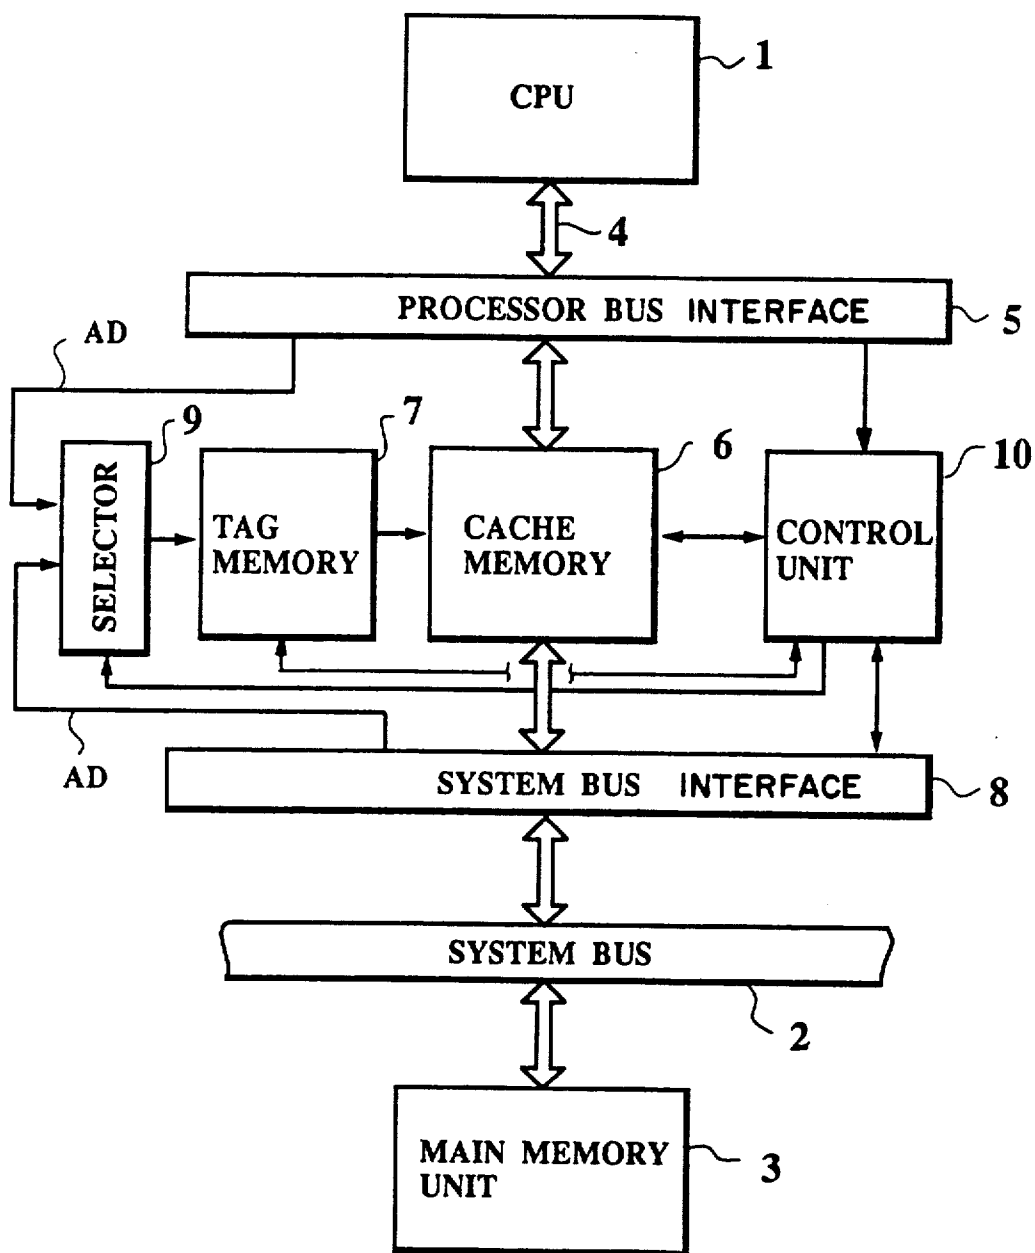 1
CPU
4
PROCESSOR BUS INTERFACE
5
AD
9
7
6
10
SELECTOR
TAG
MEMORY
CACHE
MEMORY
CONTROL
UNIT
AD
SYSTEM BUS INTERFACE
8
SYSTEM BUS
2
MAIN MEMORY
UNIT
3